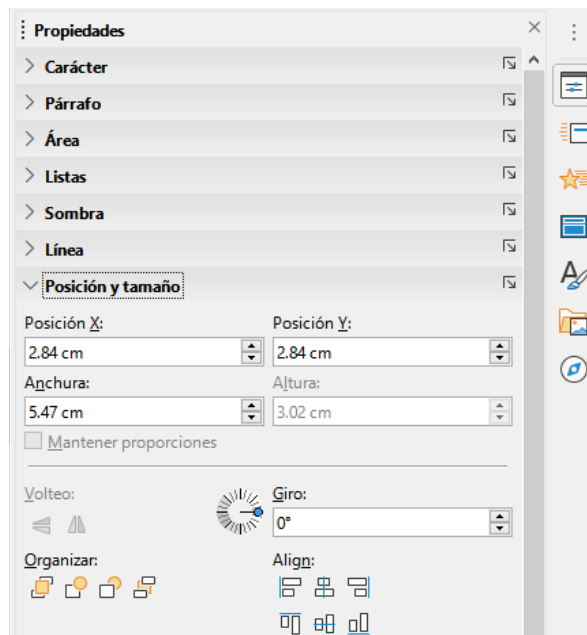 Propiedades
Carácter
Párrafo
Área
Listas
Sombra
Línea
Posición y tamaño
Posición X: Posición Y:
2.84 cm 2.84 cm
Anchura: Altura:
5.47 cm 3.02 cm
Mantener proporciones
Volteo: Giro:
0°
Organizar: Align: